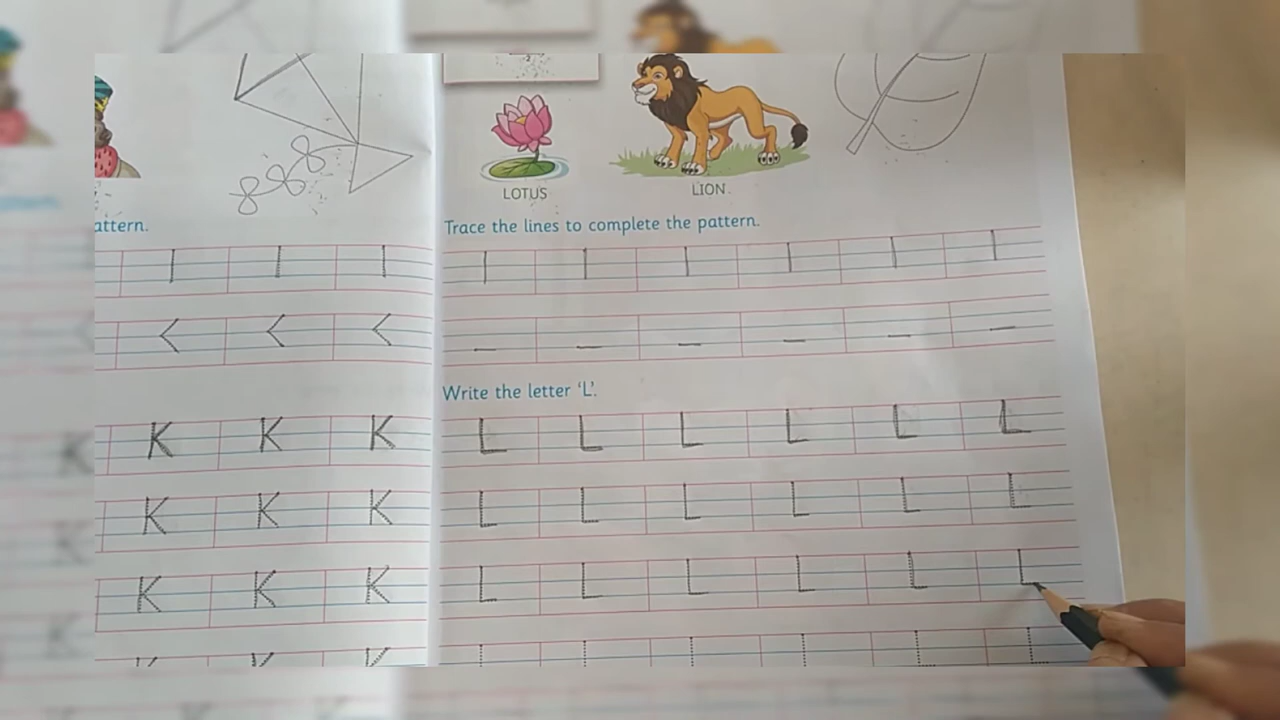 attern.
K K K
K K K
K K K
K K K
LOTUS LION
Trace the lines to complete the pattern.
Write the letter 'L'.
L L L L L L
L L L L L L
L L L L L L
L L L L L L